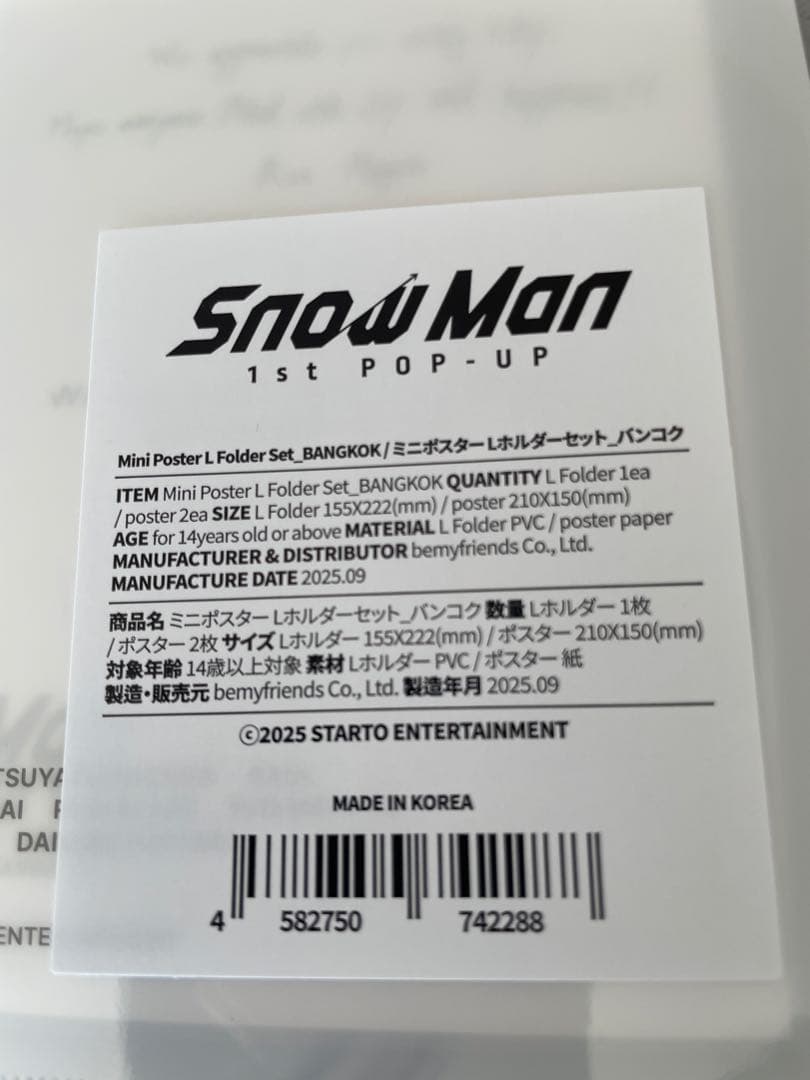 Snow Man
1st POP-UP
Mini Poster L Folder Set_BANGKOK / ミニポスター Lホルダーセット_バンコク
ITEM Mini Poster L Folder Set_BANGKOK QUANTITY L Folder 1ea
/ poster 2ea SIZE L Folder 155X222(mm) / poster 210X150(mm)
AGE for 14years old or above MATERIAL L Folder PVC / poster paper
MANUFACTURER & DISTRIBUTOR bemyfriends Co., Ltd.
MANUFACTURE DATE 2025.09
商品名 ミニポスター Lホルダーセット_バンコク 数量 Lホルダー 1枚
/ ポスター 2枚 サイズ Lホルダー 155X222(mm) / ポスター 210X150(mm)
対象年齢 14歳以上対象 素材 Lホルダー PVC / ポスター 紙
製造・販売元 bemyfriends Co., Ltd. 製造年月 2025.09
©2025 STARTO ENTERTAINMENT
MADE IN KOREA
4 582750 742288
TSUYA
AI
DAI
ENTE